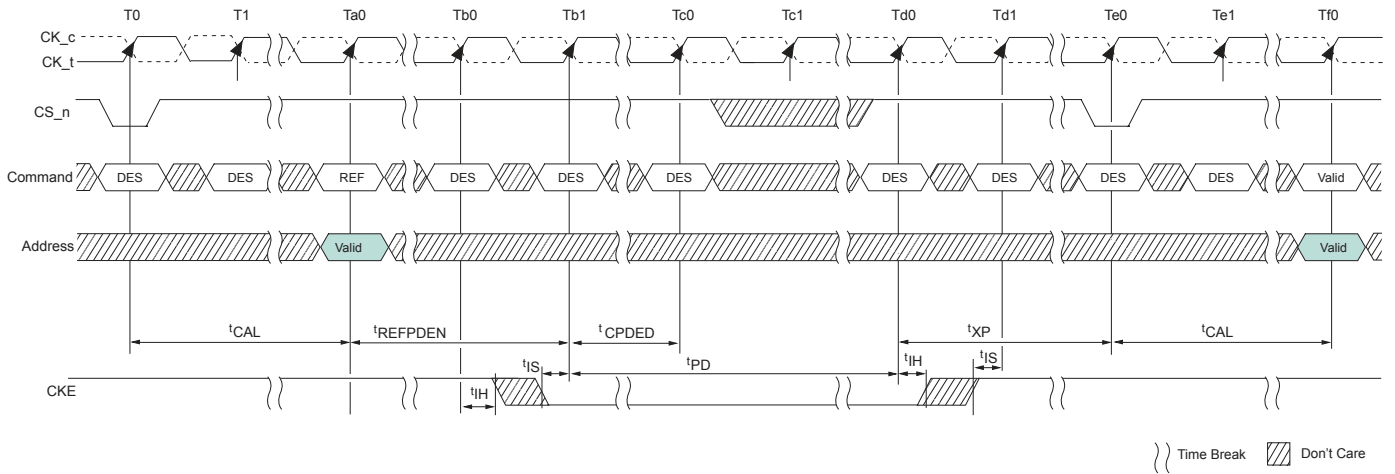 T0 T1 Ta0 Tb0 Tb1 Tc0 Tc1 Td0 Td1 Te0 Te1 Tf0
CK_c
CK_t
CS_n
Command DES DES REF DES DES DES DES DES DES DES Valid
Address Valid Valid
tCAL tREFPDEN tCPDED tXP tCAL
tIS tPD tIH tIS
CKE tIH
Time Break Don't Care